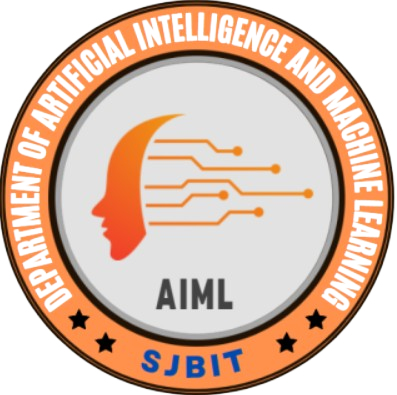 DEPARTMENT OF ARTIFICIAL INTELLIGENCE AND MACHINE LEARNING
AIML
SJBIT